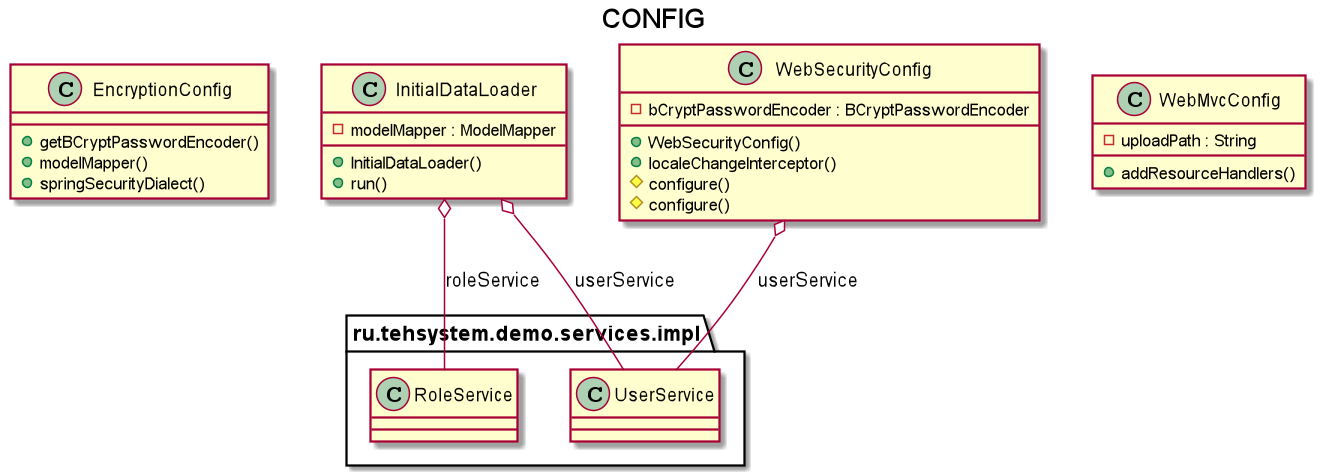 CONFIG
C EncryptionConfig
getBCryptPasswordEncoder()
modelMapper()
springSecurityDialect()
C InitialDataLoader
modelMapper : ModelMapper
InitialDataLoader()
run()
C WebSecurityConfig
bCryptPasswordEncoder : BCryptPasswordEncoder
WebSecurityConfig()
localeChangeInterceptor()
configure()
configure()
C WebMvcConfig
uploadPath : String
addResourceHandlers()
roleService
userService
userService
ru.tehsystem.demo.services.impl
C RoleService
C UserService